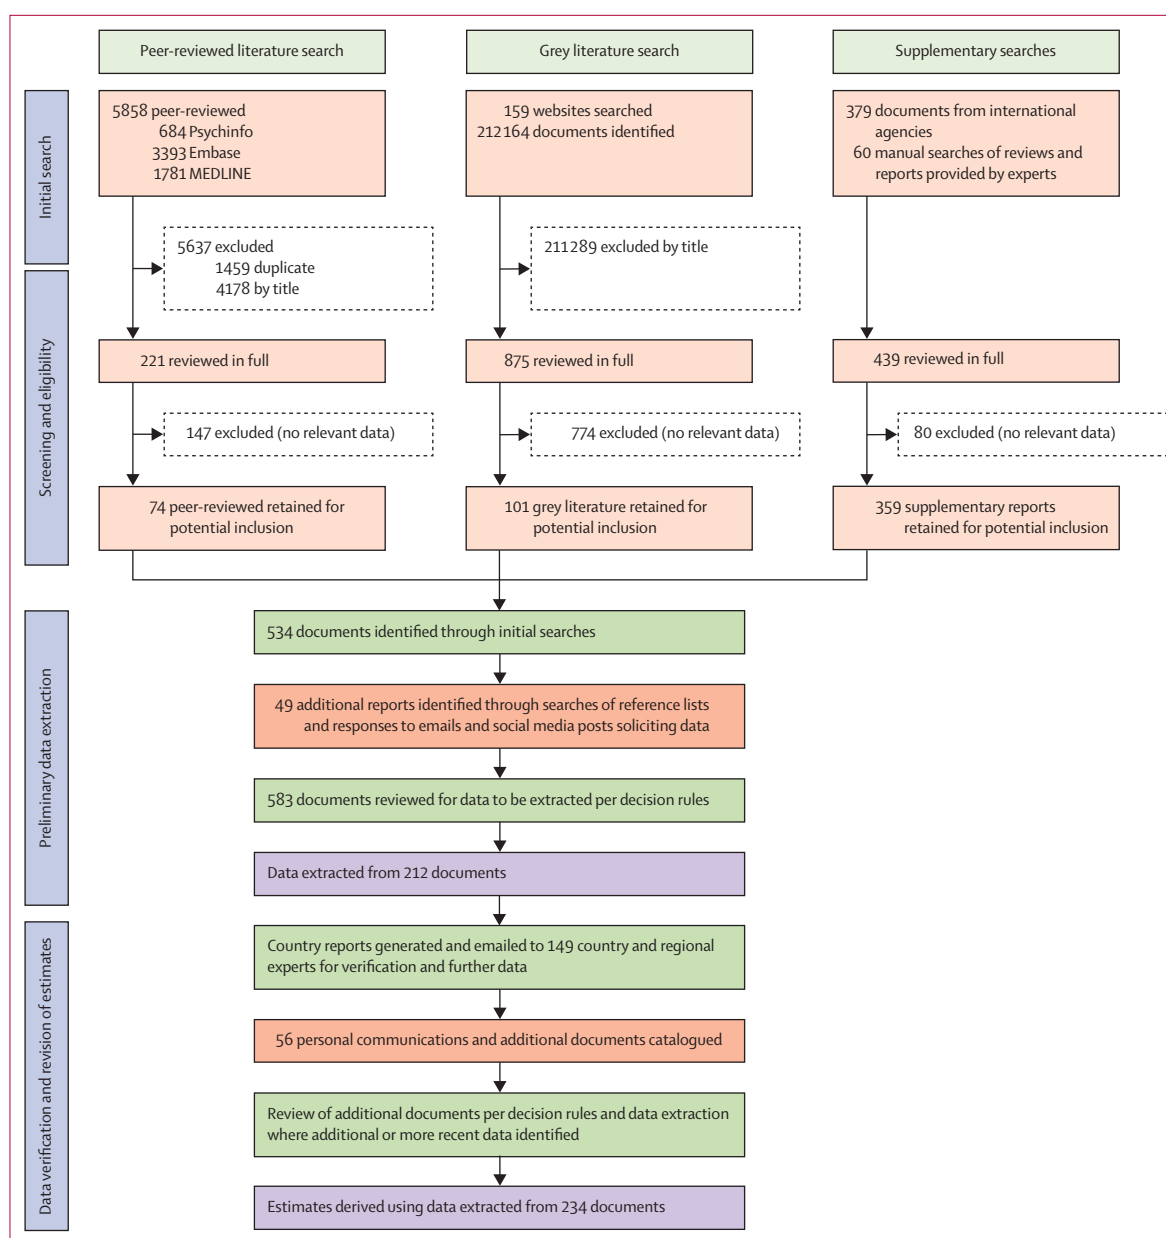 Peer-reviewed literature search
Grey literature search
Supplementary searches
Initial search
5858 peer-reviewed
684 Psychinfo
3393 Embase
1781 MEDLINE
159 websites searched
212164 documents identified
379 documents from international
agencies
60 manual searches of reviews and
reports provided by experts
5637 excluded
1459 duplicate
4178 by title
211289 excluded by title
Screening and eligibility
221 reviewed in full
875 reviewed in full
439 reviewed in full
147 excluded (no relevant data)
774 excluded (no relevant data)
80 excluded (no relevant data)
74 peer-reviewed retained for
potential inclusion
101 grey literature retained for
potential inclusion
359 supplementary reports
retained for potential inclusion
Preliminary data extraction
534 documents identified through initial searches
49 additional reports identified through searches of reference lists
and responses to emails and social media posts soliciting data
583 documents reviewed for data to be extracted per decision rules
Data extracted from 212 documents
Data verification and revision of estimates
Country reports generated and emailed to 149 country and regional
experts for verification and further data
56 personal communications and additional documents catalogued
Review of additional documents per decision rules and data extraction
where additional or more recent data identified
Estimates derived using data extracted from 234 documents